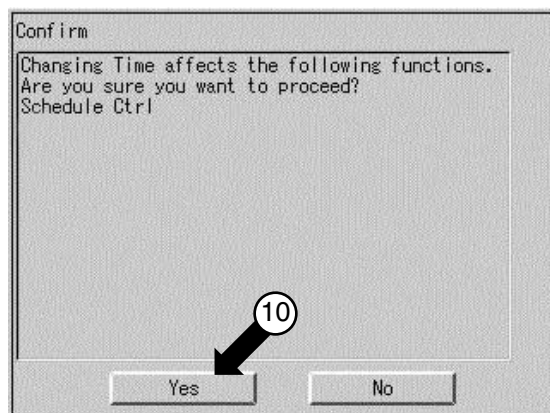 Confirm
Changing Time affects the following functions.
Are you sure you want to proceed?
Schedule Ctrl
10
Yes No